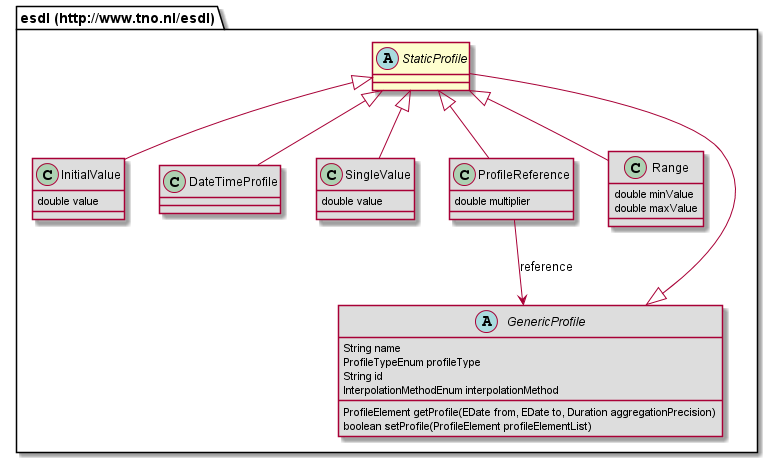 esdl (http://www.tno.nl/esdl)
A StaticProfile
C InitialValue
double value
C DateTimeProfile
C SingleValue
double value
C ProfileReference
double multiplier
C Range
double minValue
double maxValue
reference
A GenericProfile
String name
ProfileTypeEnum profileType
String id
InterpolationMethodEnum interpolationMethod
ProfileElement getProfile(EDate from, EDate to, Duration aggregationPrecision)
boolean setProfile(ProfileElement profileElementList)